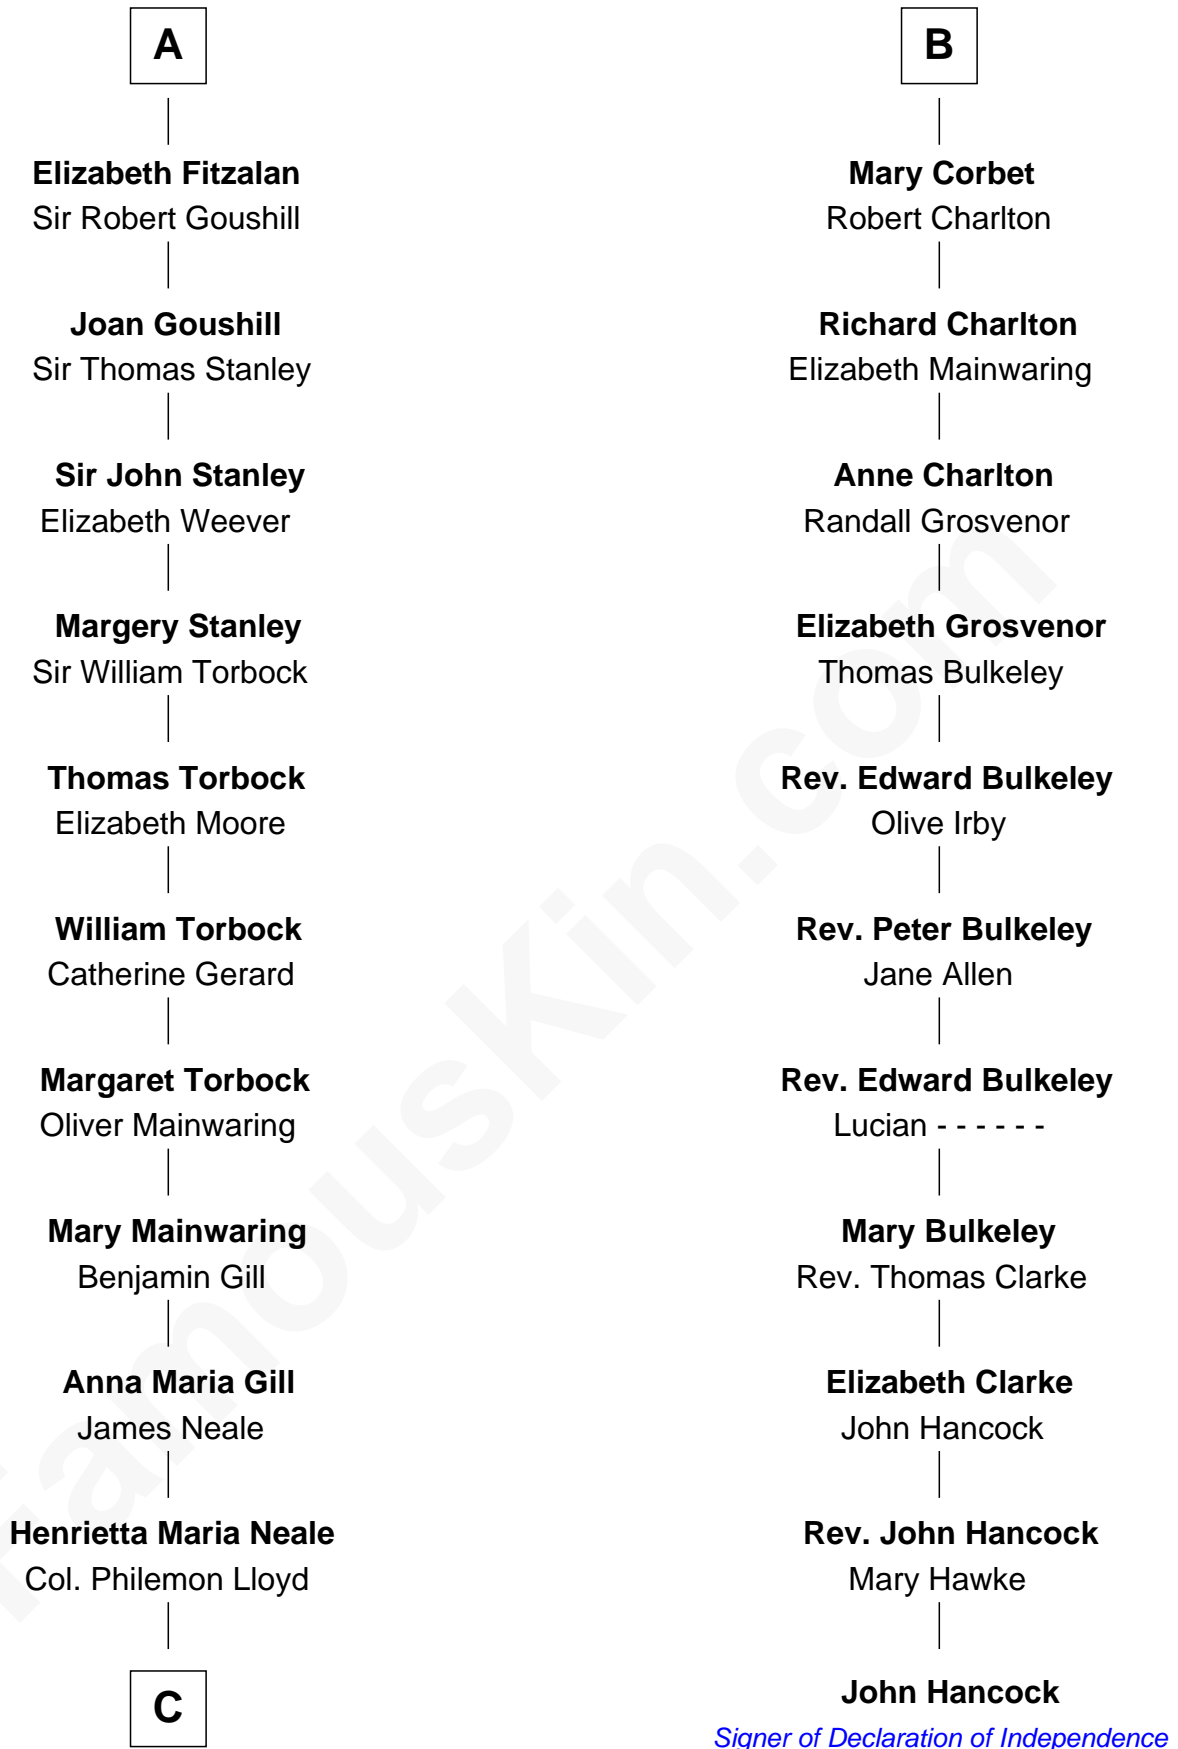 A
Elizabeth Fitzalan
Sir Robert Goushill
Joan Goushill
Sir Thomas Stanley
Sir John Stanley
Elizabeth Weever
Margery Stanley
Sir William Torbock
Thomas Torbock
Elizabeth Moore
William Torbock
Catherine Gerard
Margaret Torbock
Oliver Mainwaring
Mary Mainwaring
Benjamin Gill
Anna Maria Gill
James Neale
Henrietta Maria Neale
Col. Philemon Lloyd
C
B
Mary Corbet
Robert Charlton
Richard Charlton
Elizabeth Mainwaring
Anne Charlton
Randall Grosvenor
Elizabeth Grosvenor
Thomas Bulkeley
Rev. Edward Bulkeley
Olive Irby
Rev. Peter Bulkeley
Jane Allen
Rev. Edward Bulkeley
Lucian - - - - - -
Mary Bulkeley
Rev. Thomas Clarke
Elizabeth Clarke
John Hancock
Rev. John Hancock
Mary Hawke
John Hancock
Signer of Declaration of Independence
FamousKin.com